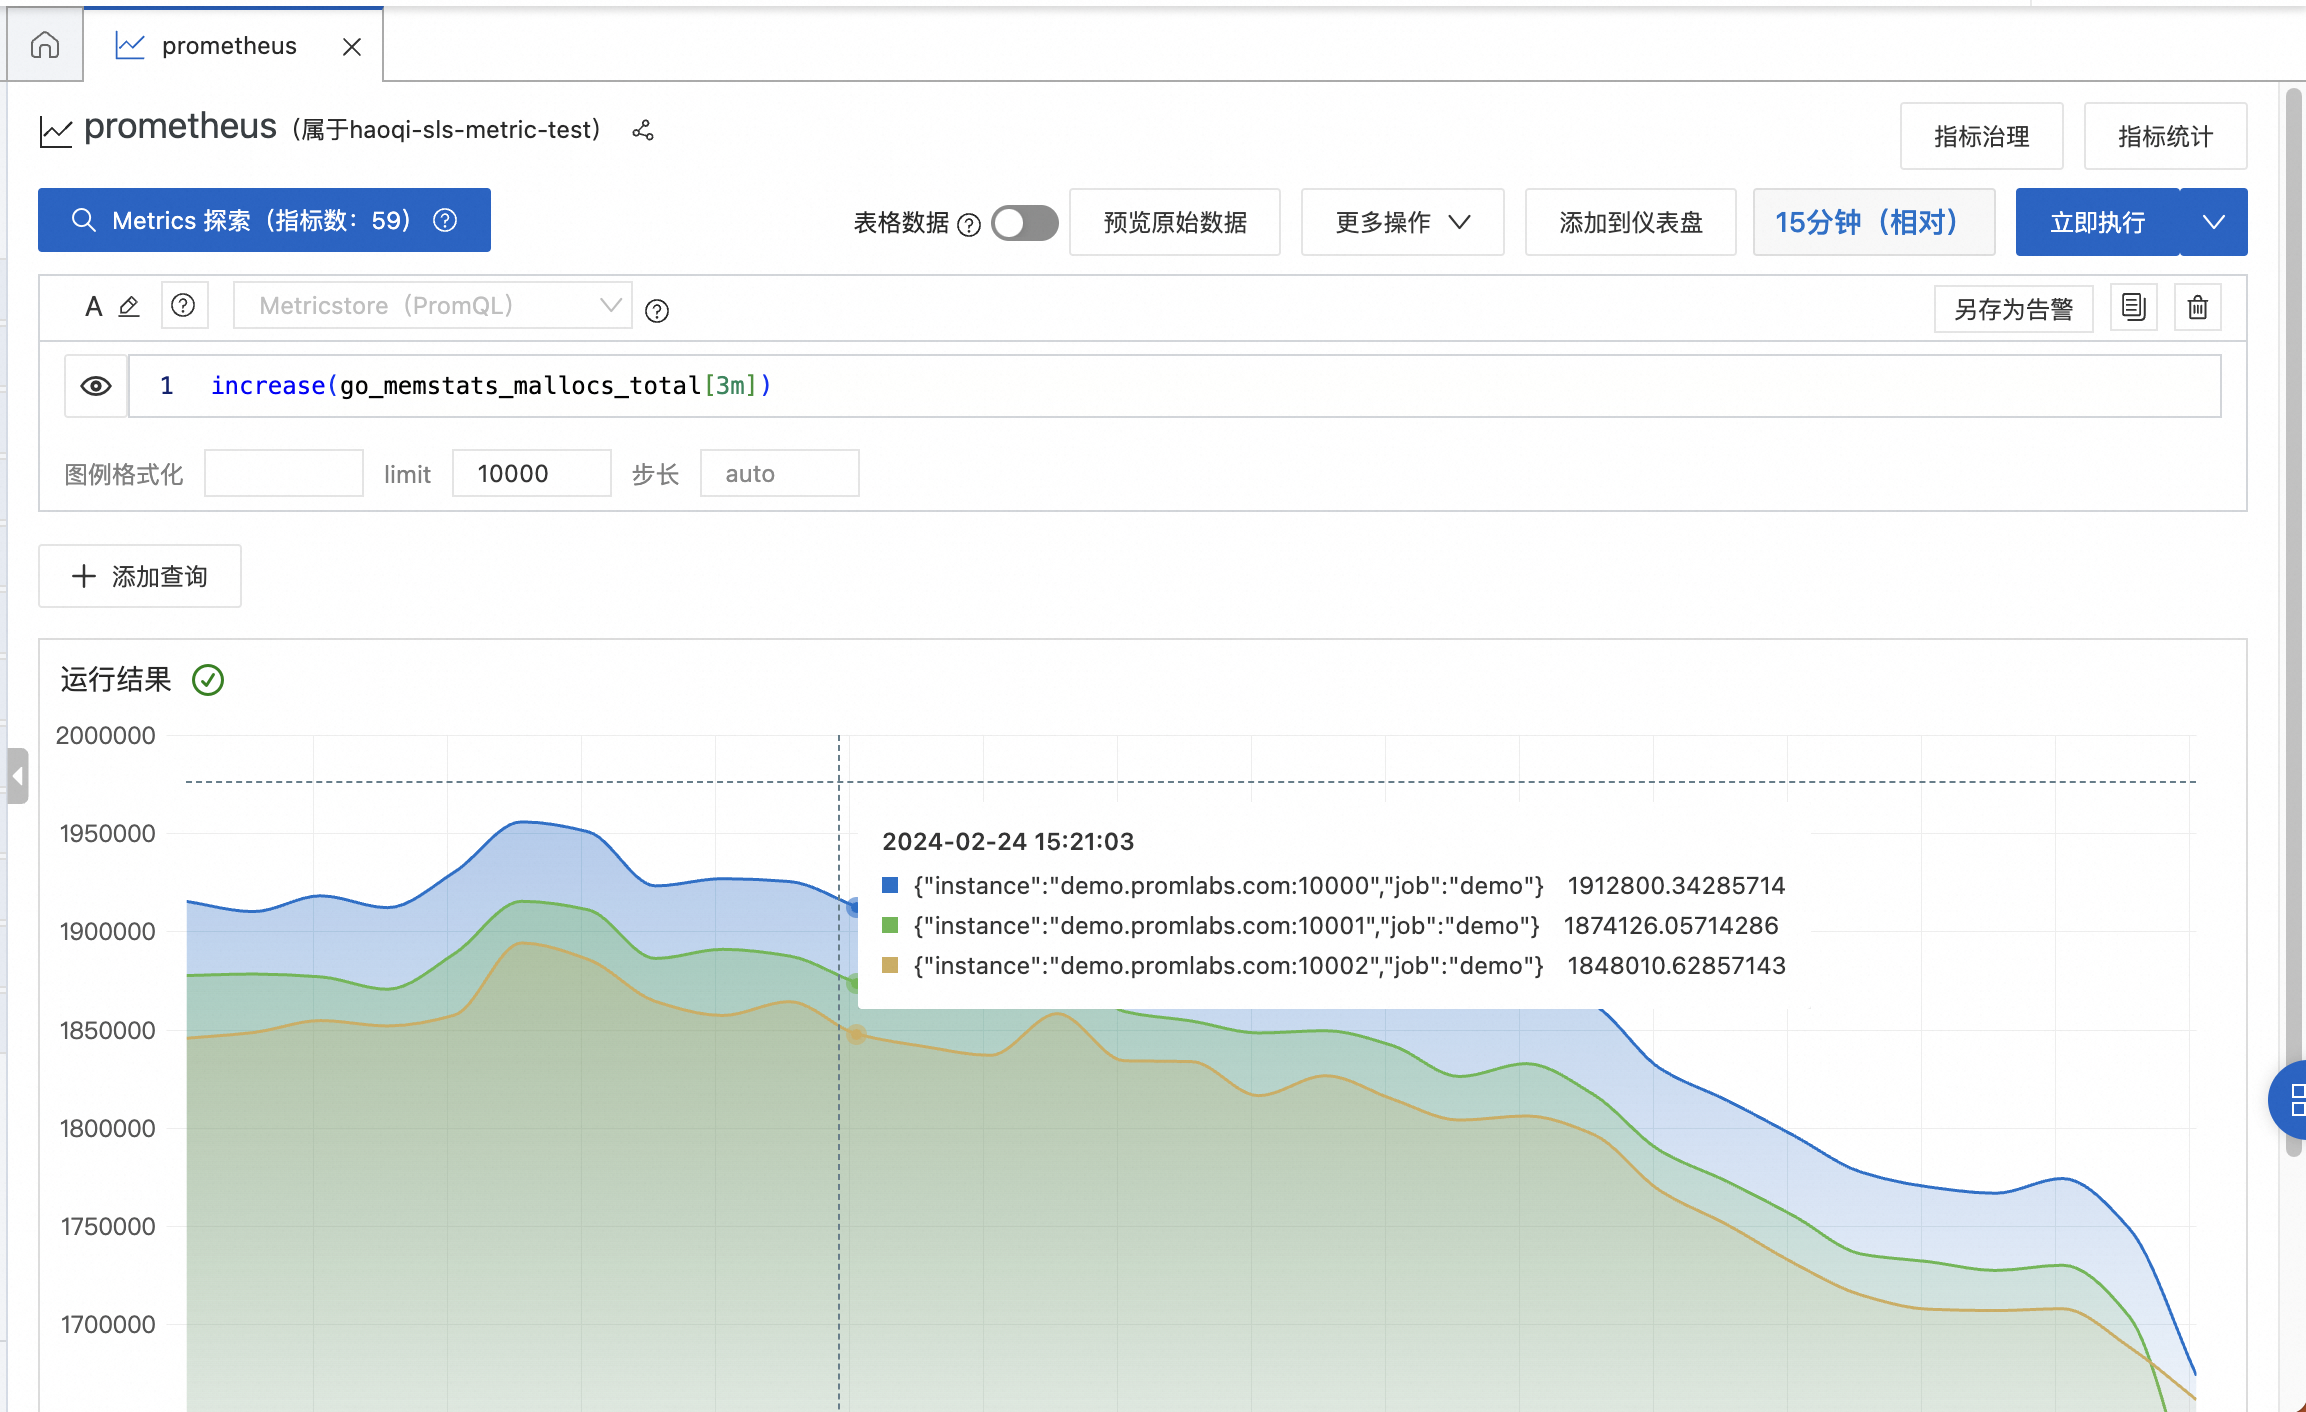 prometheus
prometheus（属于haoqi-sls-metric-test）
指标治理
指标统计
Metrics 探索（指标数：59）
表格数据
预览原始数据
更多操作
添加到仪表盘
15分钟（相对）
立即执行
A
Metricstore（PromQL）
另存为告警
1 increase(go_memstats_mallocs_total[3m])
图例格式化
limit
10000
步长
auto
添加查询
运行结果
2000000
1950000
1900000
1850000
1800000
1750000
1700000
2024-02-24 15:21:03
{"instance":"demo.promlabs.com:10000","job":"demo"} 1912800.34285714
{"instance":"demo.promlabs.com:10001","job":"demo"} 1874126.05714286
{"instance":"demo.promlabs.com:10002","job":"demo"} 1848010.62857143